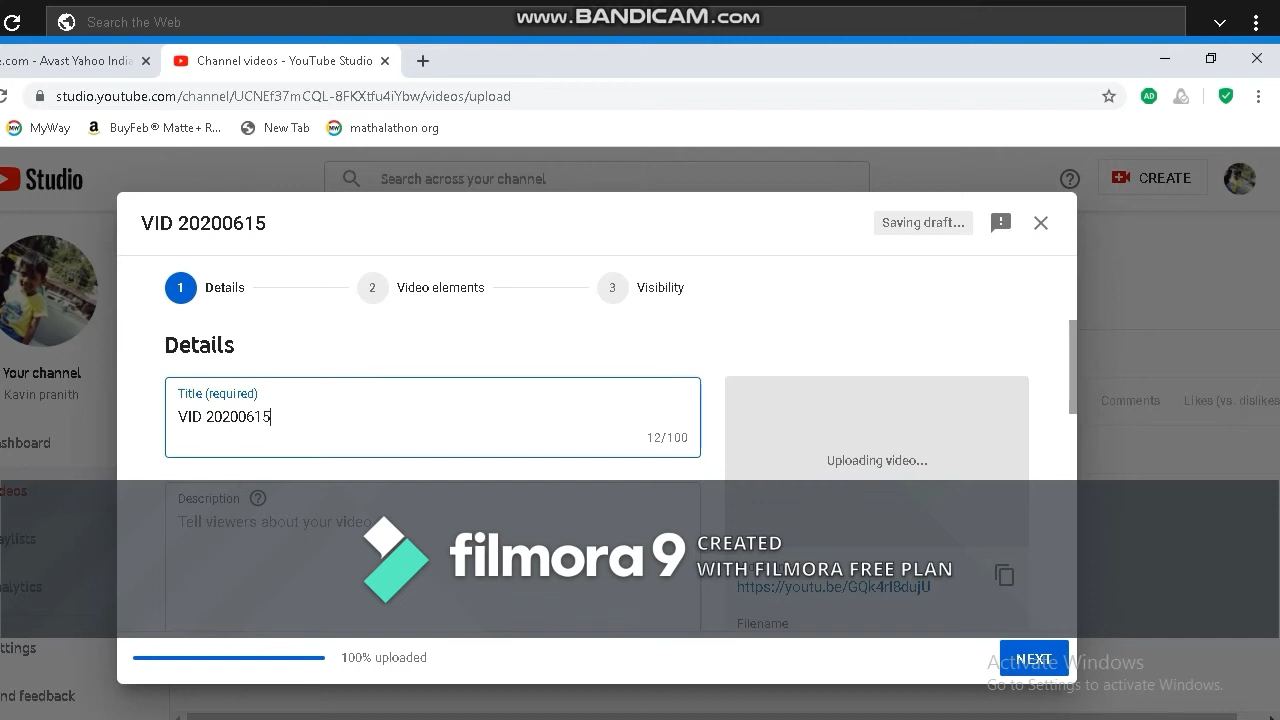 Search the Web
www.BANDICAM.com
e.com - Avast Yahoo India
Channel videos - YouTube Studio
studio.youtube.com/channel/UCNEf37mCQL-8FKXtfu4iYbw/videos/upload
MyWay
BuyFeb® Matte+ R...
New Tab
mathalathon org
Studio
Search across your channel
CREATE
VID 20200615
Saving draft...
1 Details
2 Video elements
3 Visibility
Details
Title (required)
VID 20200615
12/100
Uploading video...
Your channel
Kavin pranith
Comments
Likes (vs. dislikes
shboard
deos
aylists
alytics
ttings
nd feedback
Description
Tell viewers about your video
filmora9
CREATED
WITH FILMORA FREE PLAN
https://youtu.be/GQk4rI8dujU
Filename
100% uploaded
NEXT
Activate Windows
Go to Settings to activate Windows.